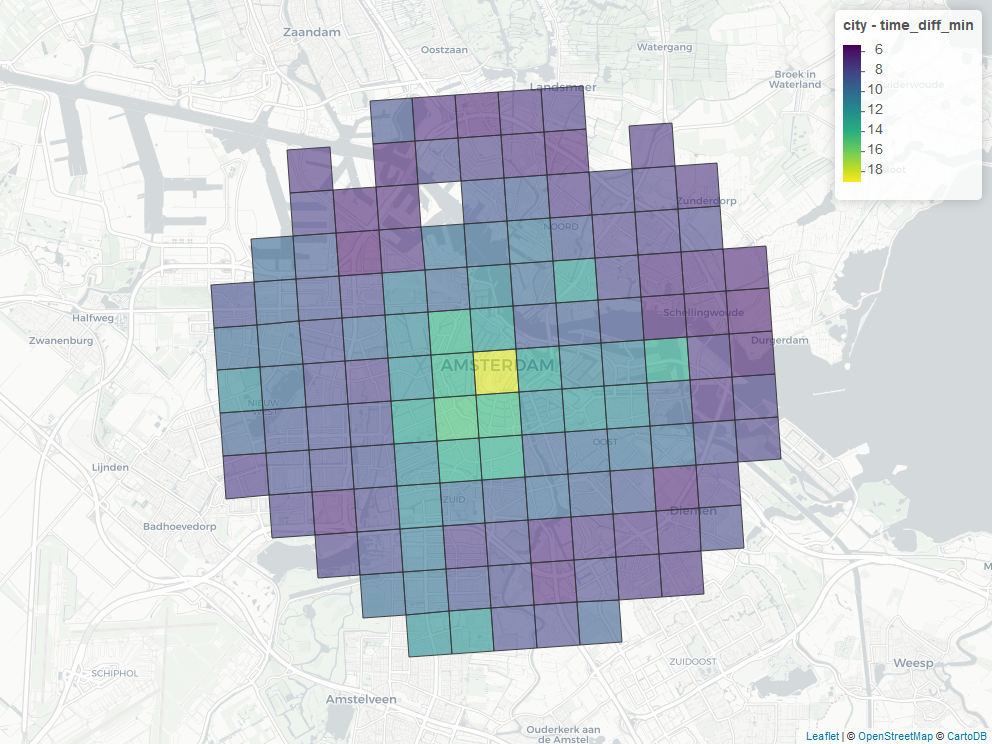 city - time_diff_min
6
8
10
12
14
16
18
Zaandam
Oostzaan
Watergang
Broek in
Waterland
Landsmeer
Zunderdorp
NOORD
Halfweg
Schellingwoude
Zwanenburg
Durgerdam
AMSTERDAM
NIEUW-
WEST
OOST
Lijnden
ZUID
Diemen
Badhoevedorp
ZUIDOOST
Weesp
SCHIPHOL
Amstelveen
Ouderkerk aan
de Amstel
Leaflet | © OpenStreetMap © CartoDB